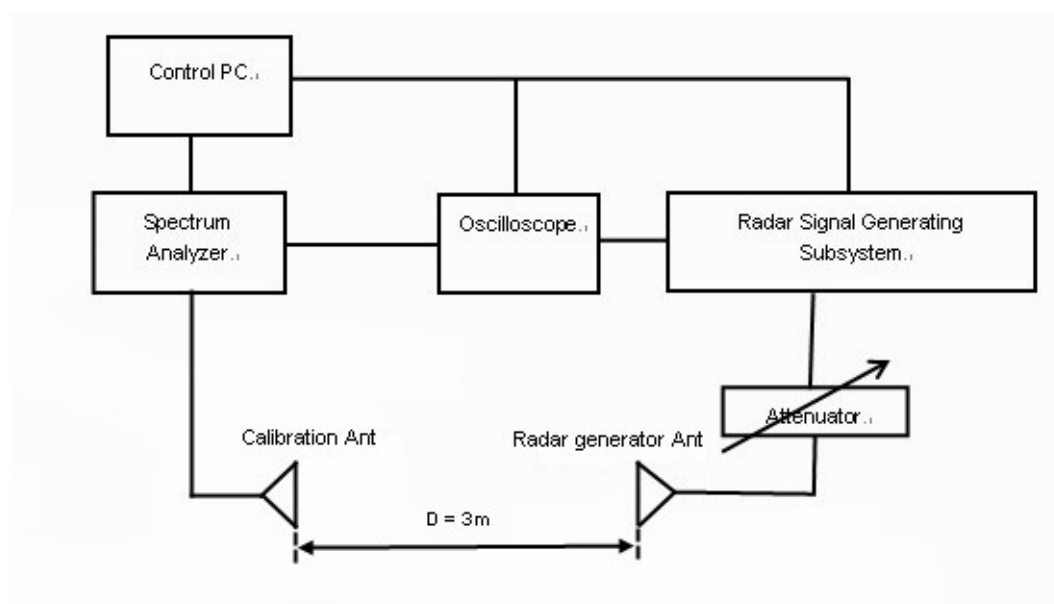 Control PC.
Spectrum
Analyzer.
Oscilloscope.
Radar Signal Generating
Subsystem.
Attenuator.
Calibration Ant
Radar generator Ant
D = 3m